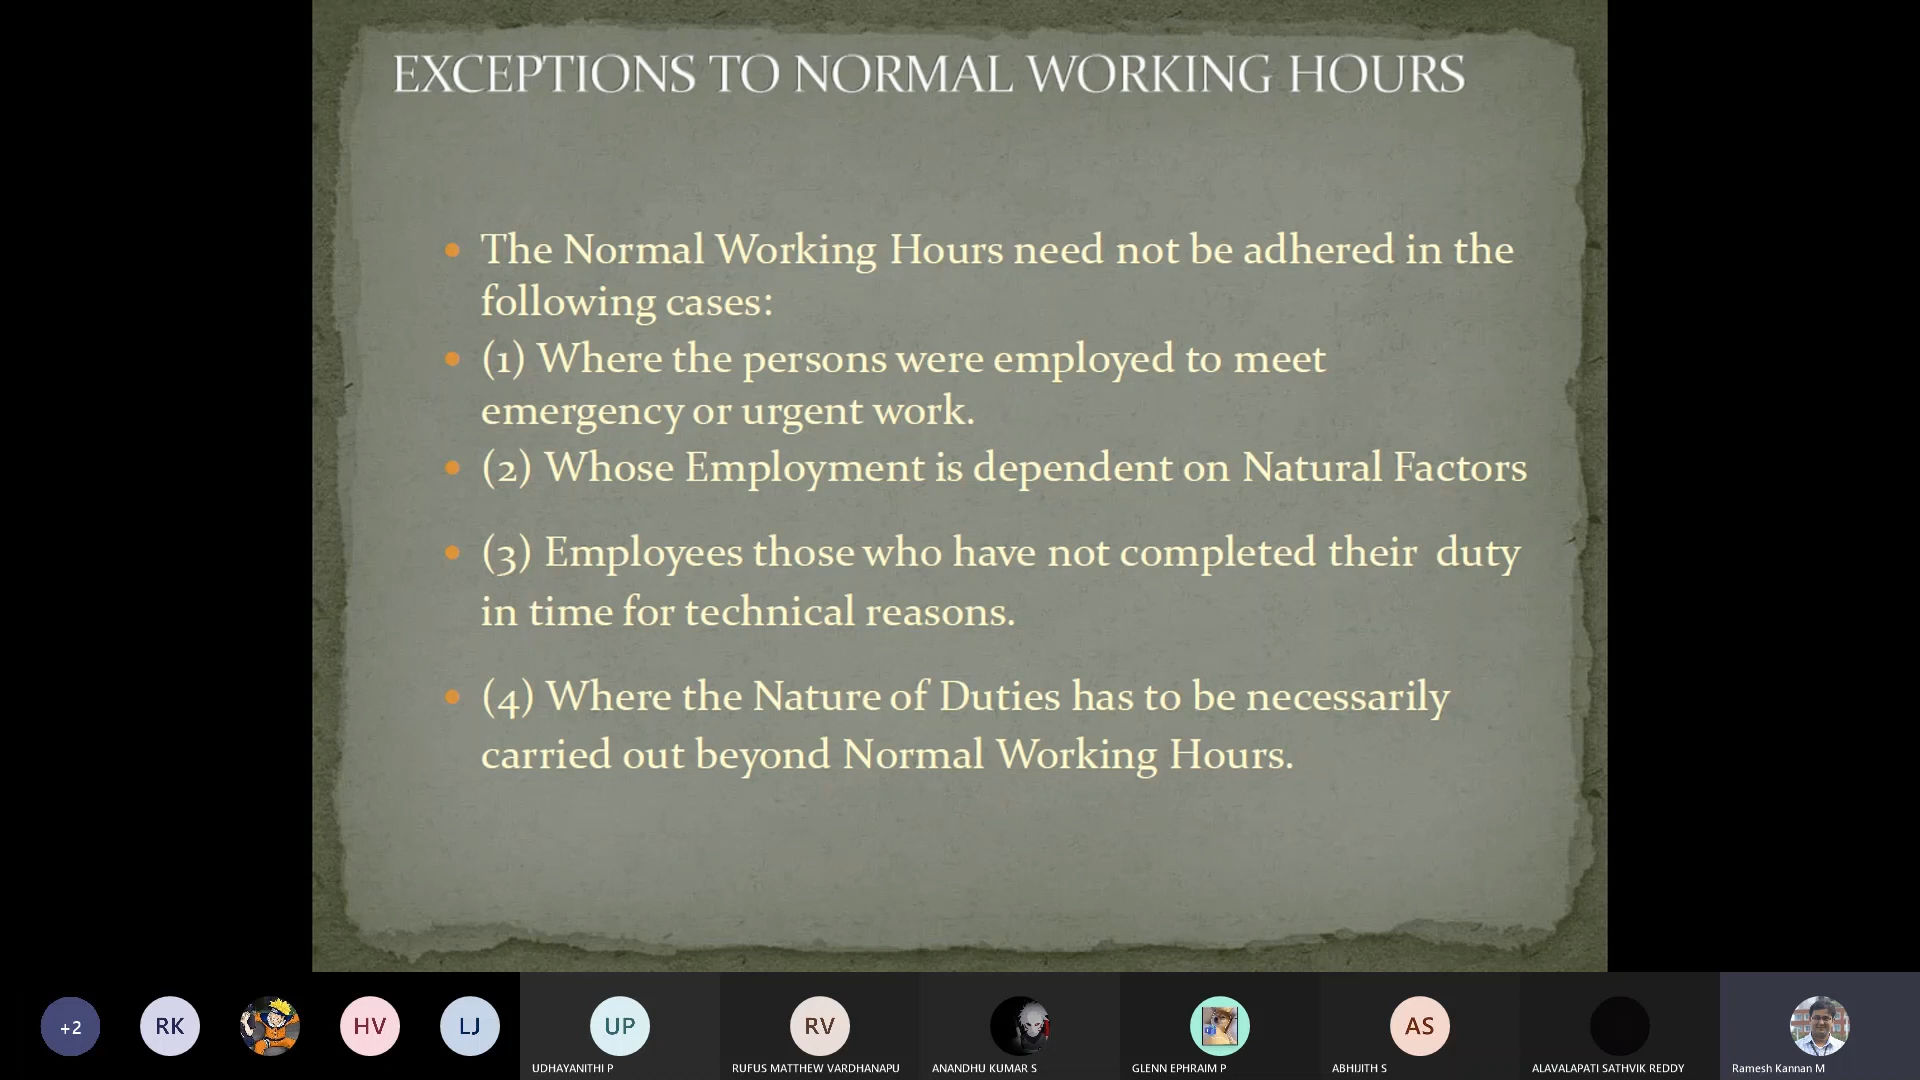 EXCEPTIONS TO NORMAL WORKING HOURS
The Normal Working Hours need not be adhered in the
following cases:
(1) Where the persons were employed to meet
emergency or urgent work.
(2) Whose Employment is dependent on Natural Factors
(3) Employees those who have not completed their duty
in time for technical reasons.
(4) Where the Nature of Duties has to be necessarily
carried out beyond Normal Working Hours.
+2
RK
HV
LJ
UP
RV
AS
UDHAYANITHI P
RUFUS MATTHEW VARDHANAPU
ANANDHU KUMAR S
GLENN EPHRAIM P
ABHIJITH S
ALAVALAPATI SATHVIK REDDY
Ramesh Kannan M